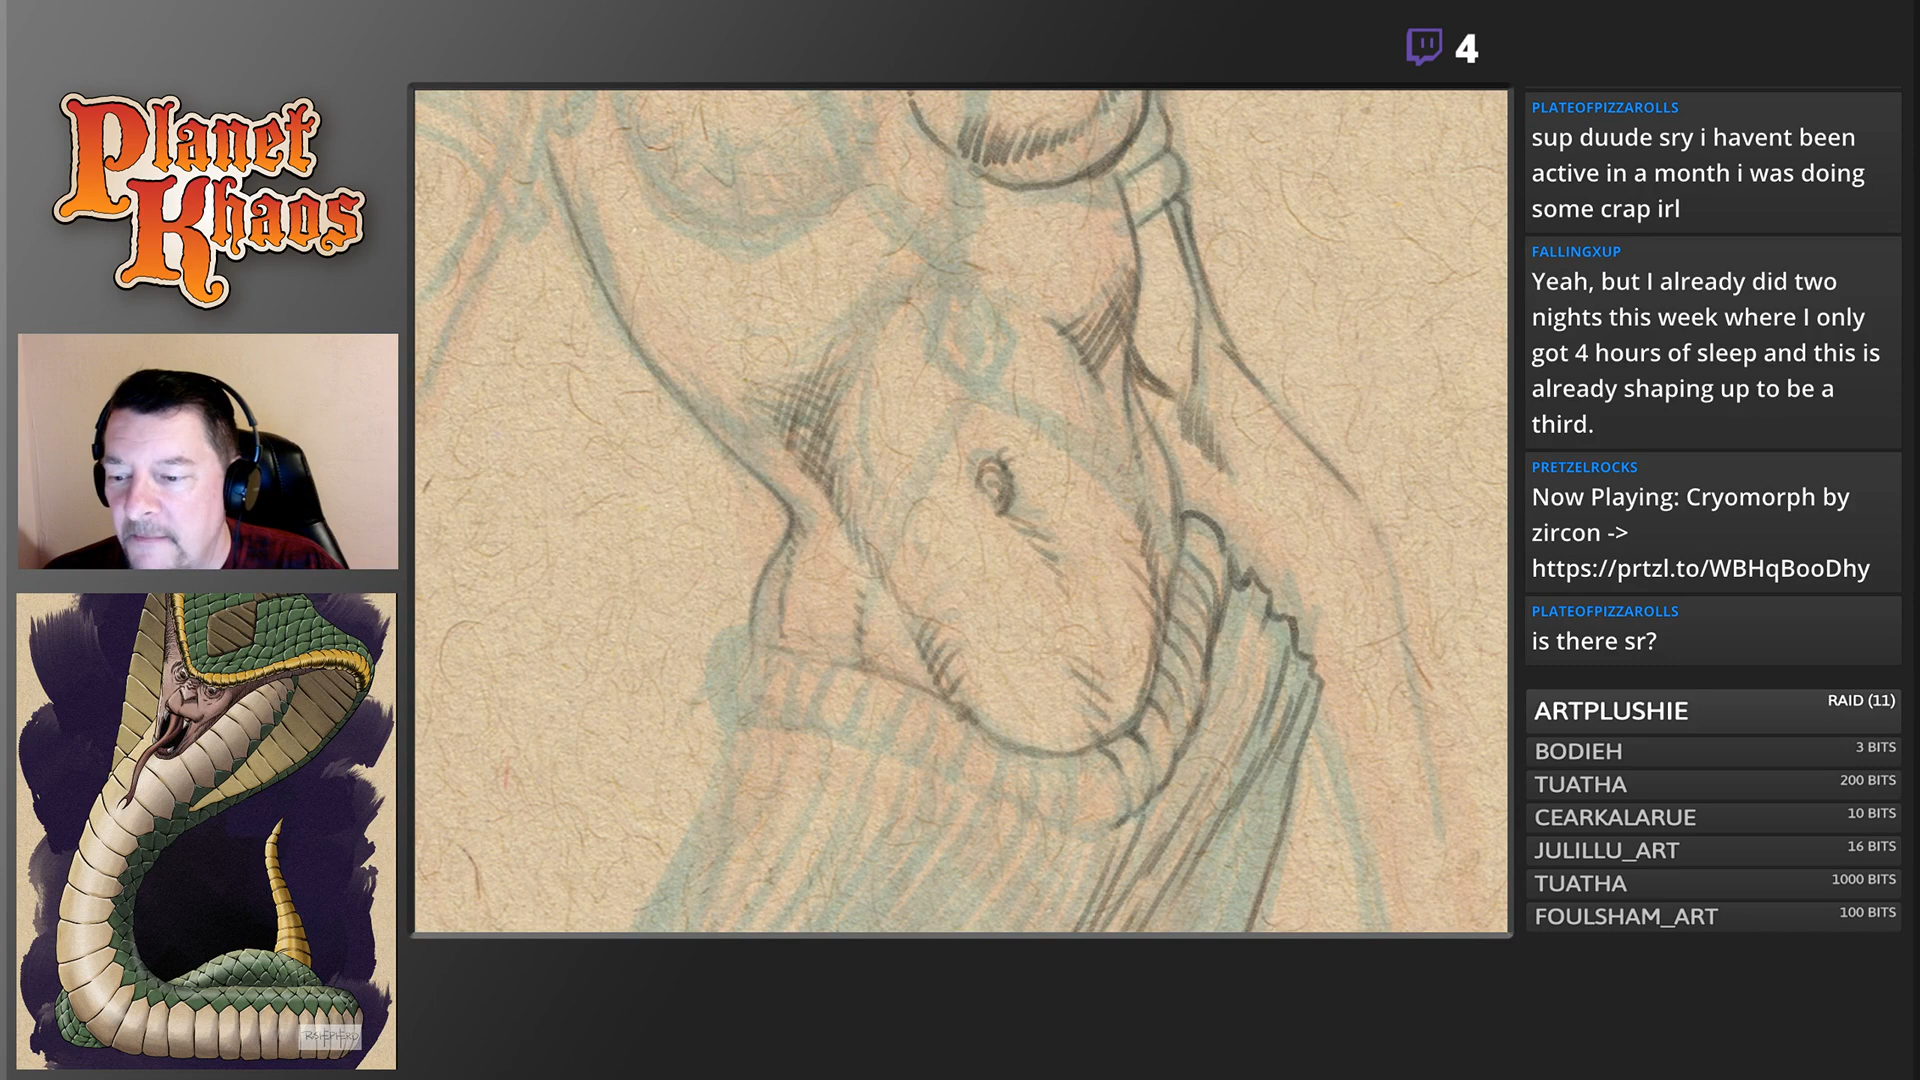 4
Planet
Khaos
PLATEOFPIZZAROLLS
sup duude sry i havent been
active in a month i was doing
some crap irl
FALLINGXUP
Yeah, but I already did two
nights this week where I only
got 4 hours of sleep and this is
already shaping up to be a
third.
PRETZELROCKS
Now Playing: Cryomorph by
zircon ->
https://prtzl.to/WBHqBooDhy
PLATEOFPIZZAROLLS
is there sr?
ARTPLUSHIE RAID (11)
BODIEH 3 BITS
TUATHA 200 BITS
CEARKALARUE 10 BITS
JULILLU_ART 16 BITS
TUATHA 1000 BITS
FOULSHAM_ART 100 BITS
R.SHEPHERD